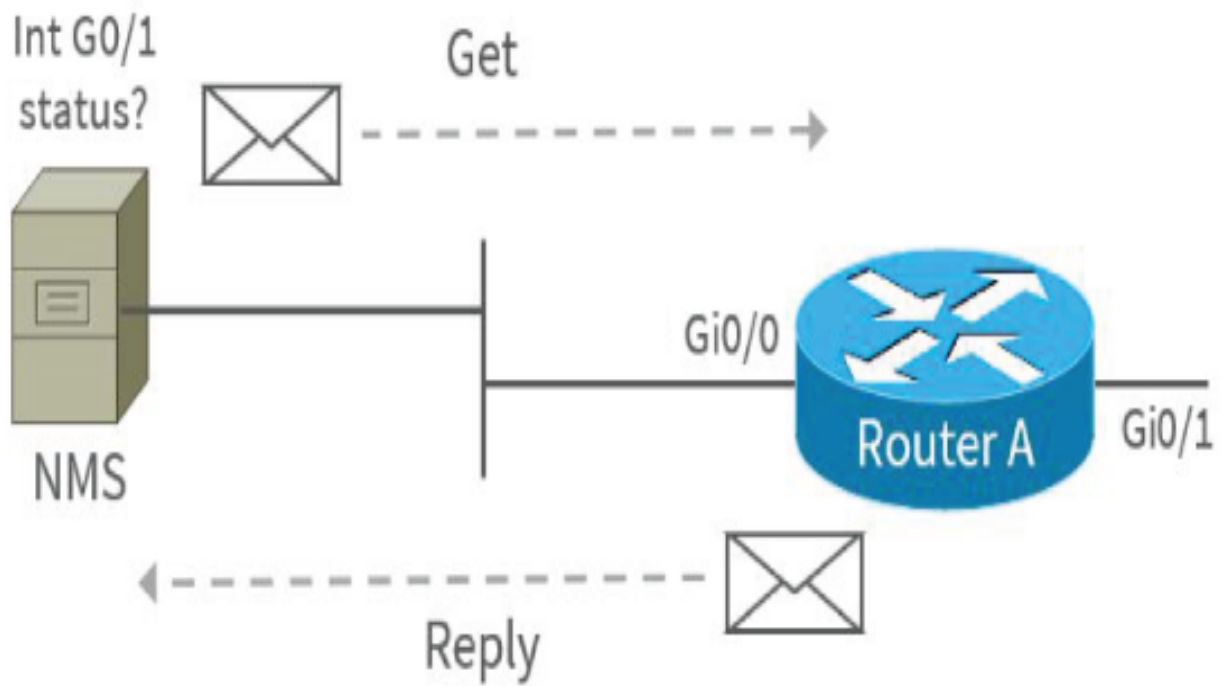 Int G0/1
status?
Get
Gi0/0
Router A
Gi0/1
NMS
Reply